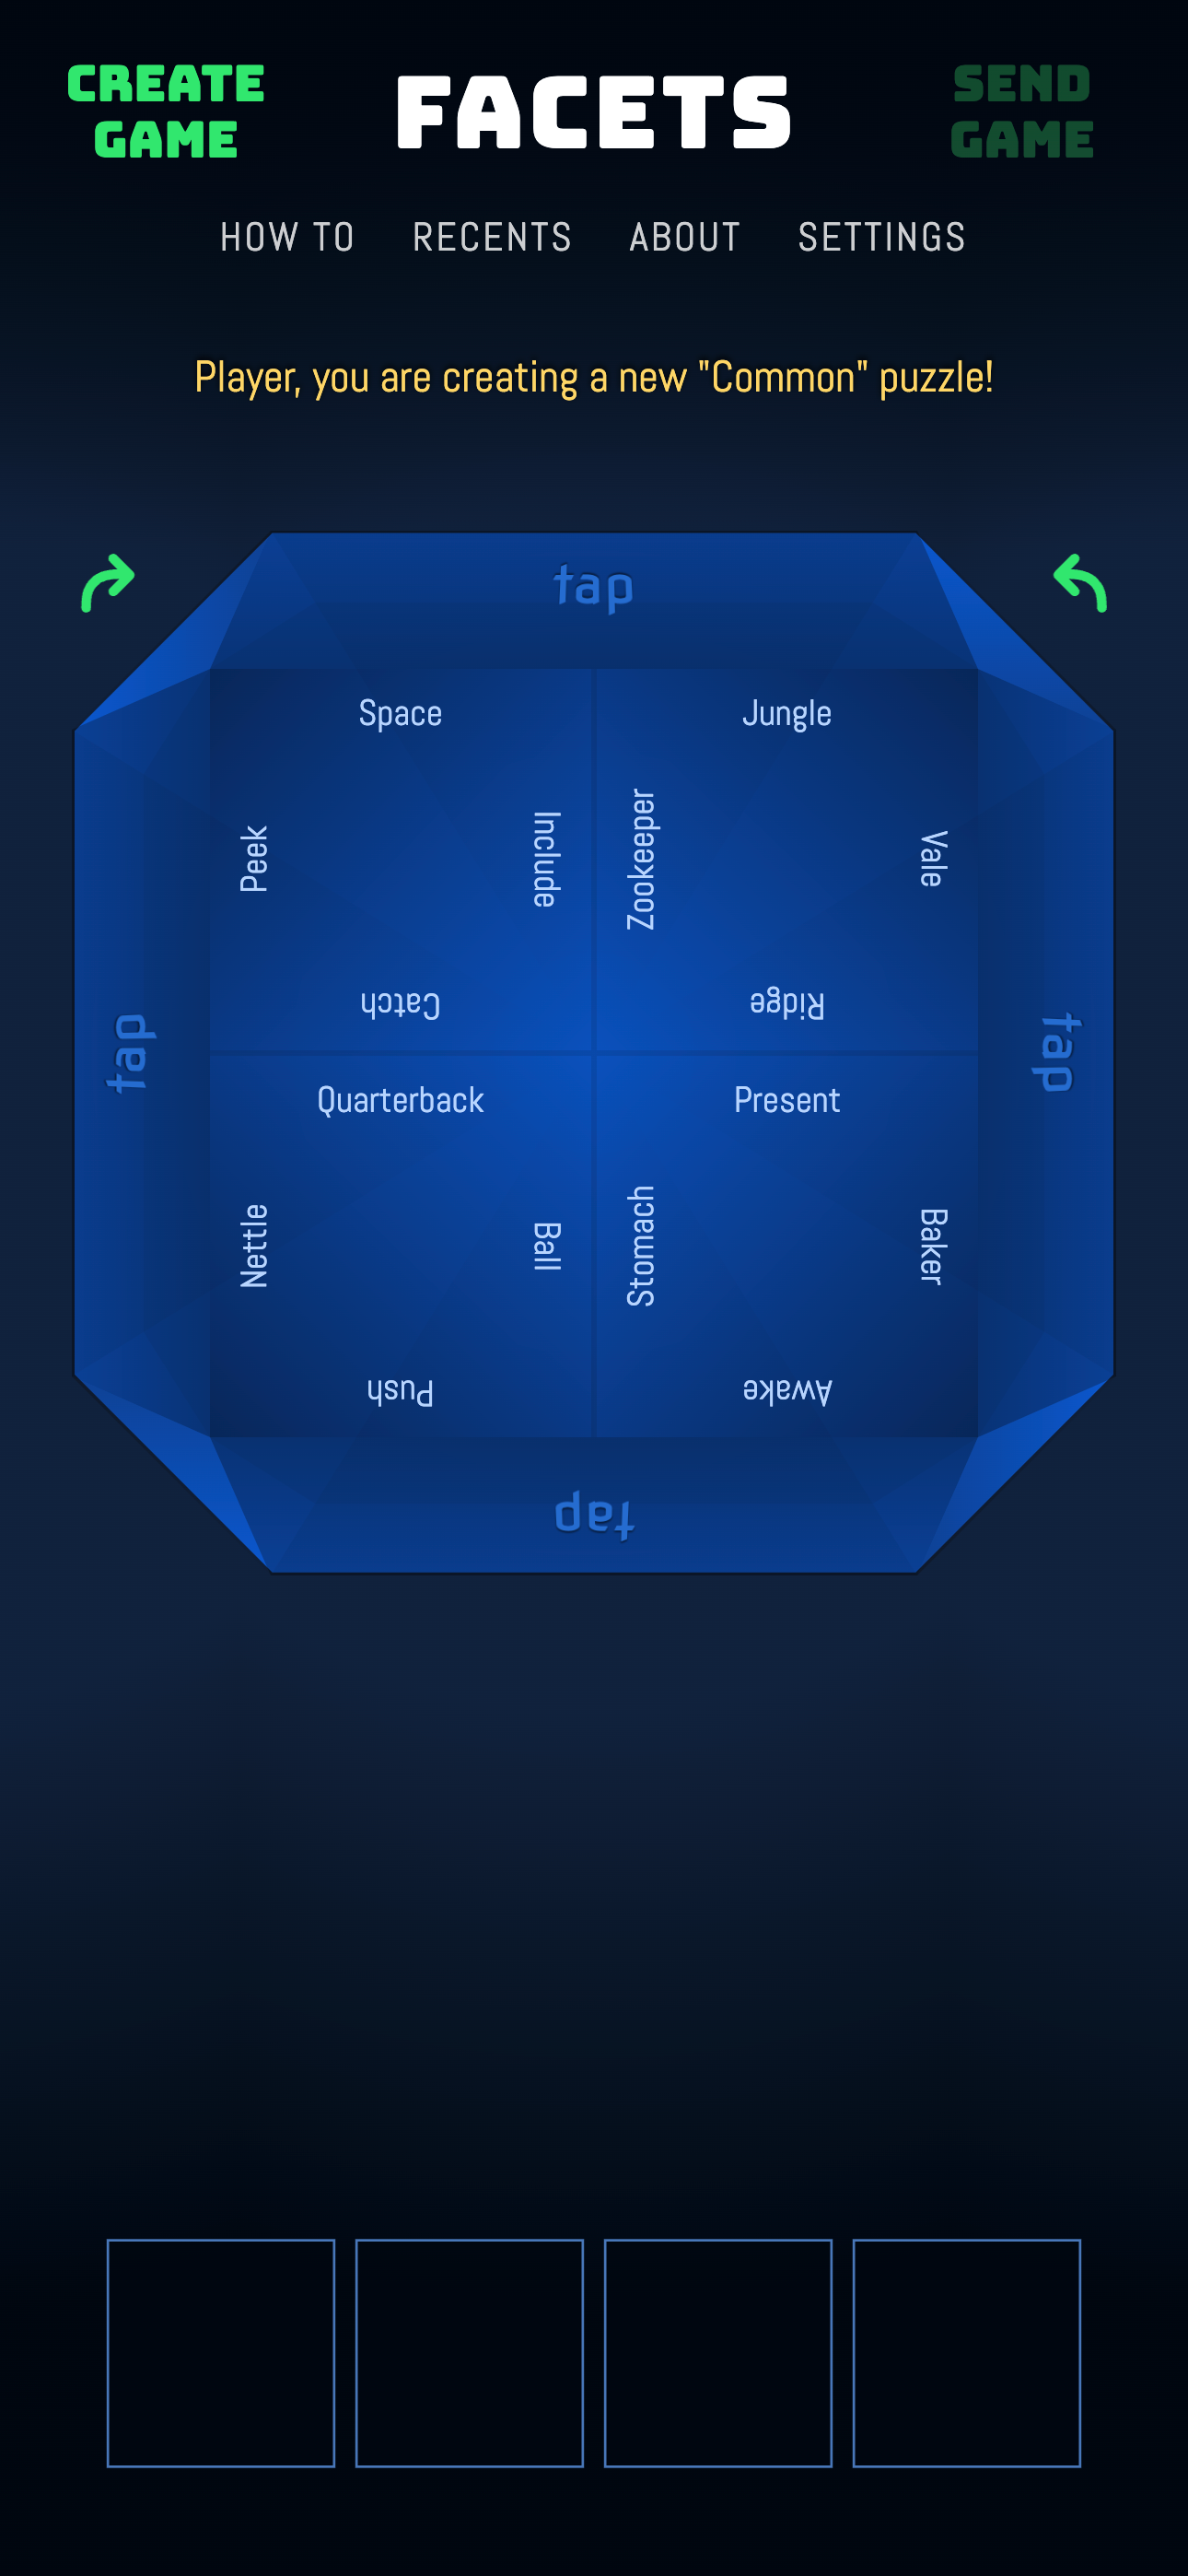 CREATE
GAME
FACETS
SEND
GAME
HOW TO
RECENTS
ABOUT
SETTINGS
Player, you are creating a new "Common" puzzle!
tap
Space
Jungle
Peek
Include
Zookeeper
Vale
Catch
Ridge
tap
tap
Quarterback
Present
Nettle
Ball
Stomach
Baker
Push
Awake
tap